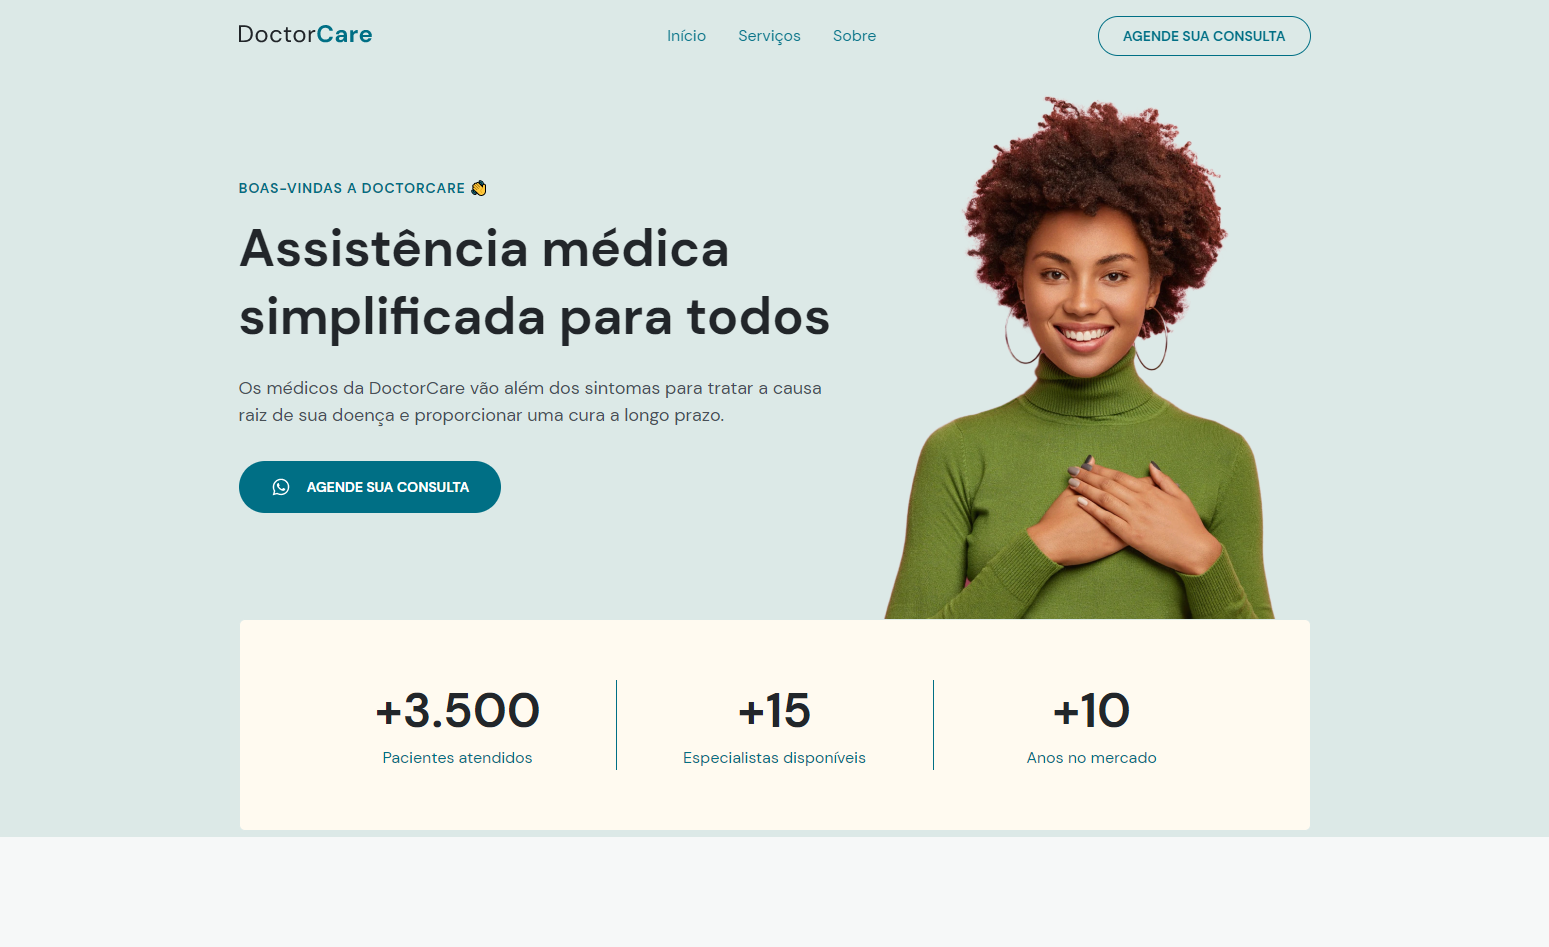 DoctorCare
Início
Serviços
Sobre
AGENDE SUA CONSULTA
BOAS-VINDAS A DOCTORCARE 👋
Assistência médica
simplificada para todos
Os médicos da DoctorCare vão além dos sintomas para tratar a causa
raiz de sua doença e proporcionar uma cura a longo prazo.
AGENDE SUA CONSULTA
+3.500
Pacientes atendidos
+15
Especialistas disponíveis
+10
Anos no mercado